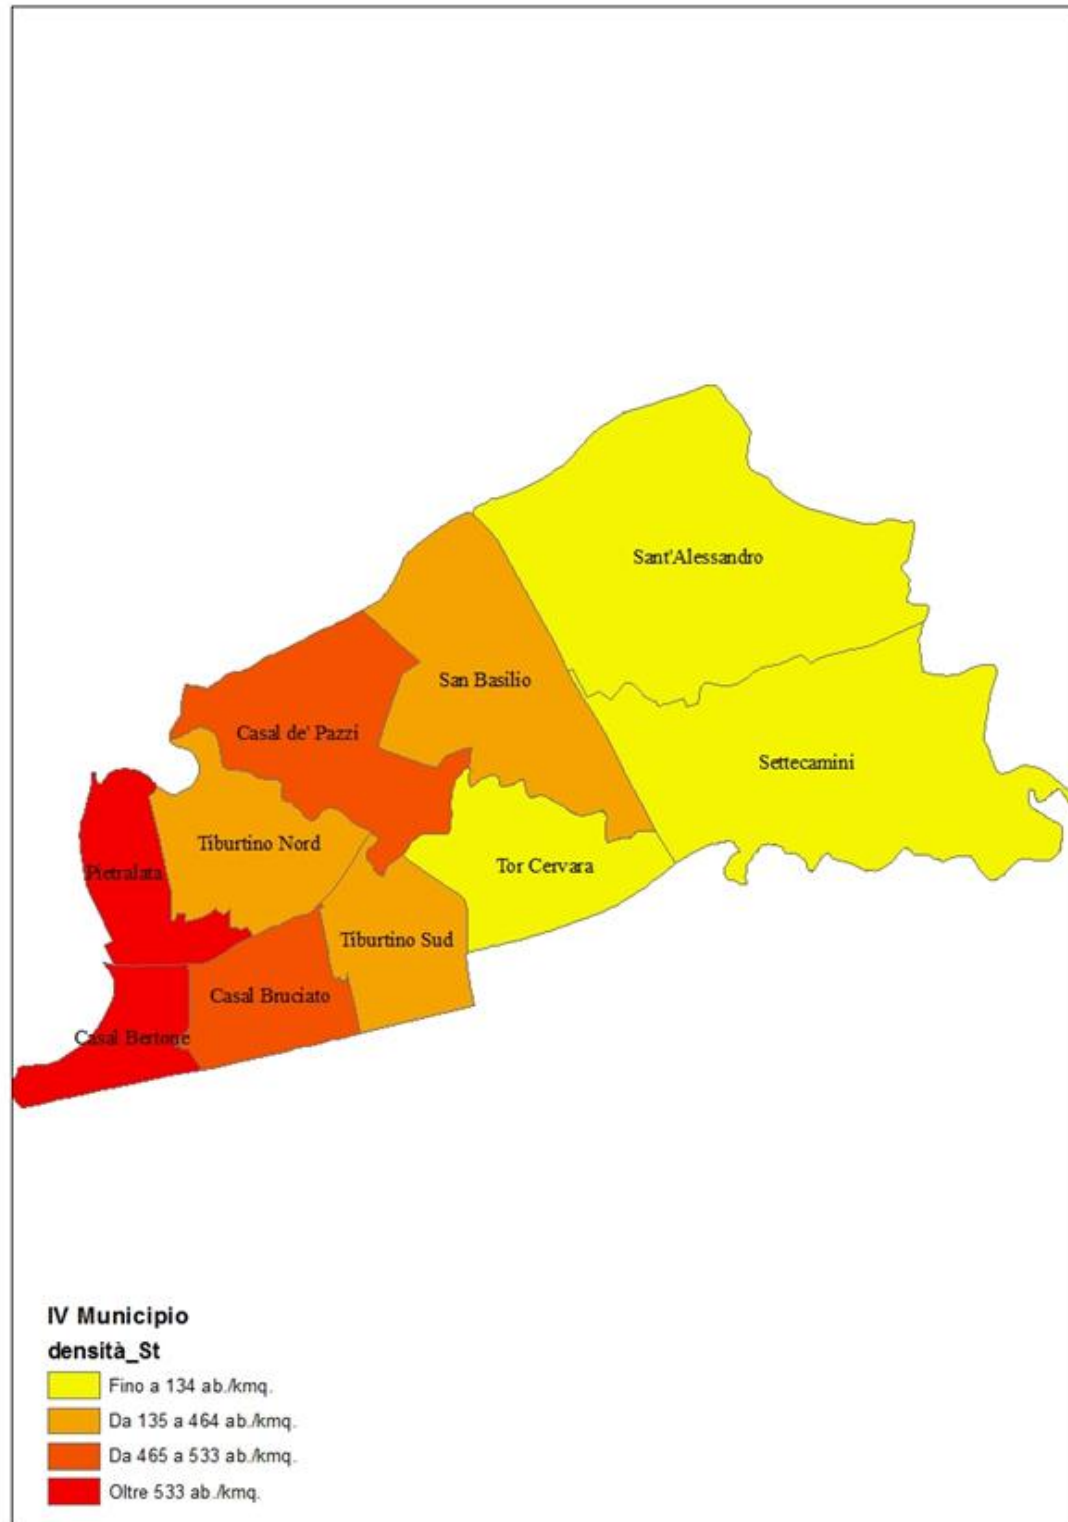 Sant'Alessandro
San Basilio
Casal de' Pazzi
Settecamini
Tiburtino Nord
Tor Cervara
Pietralata
Tiburtino Sud
Casal Bruciato
Casal Bertone
IV Municipio
densità_St
Fino a 134 ab./kmq.
Da 135 a 464 ab./kmq.
Da 465 a 533 ab./kmq.
Oltre 533 ab./kmq.